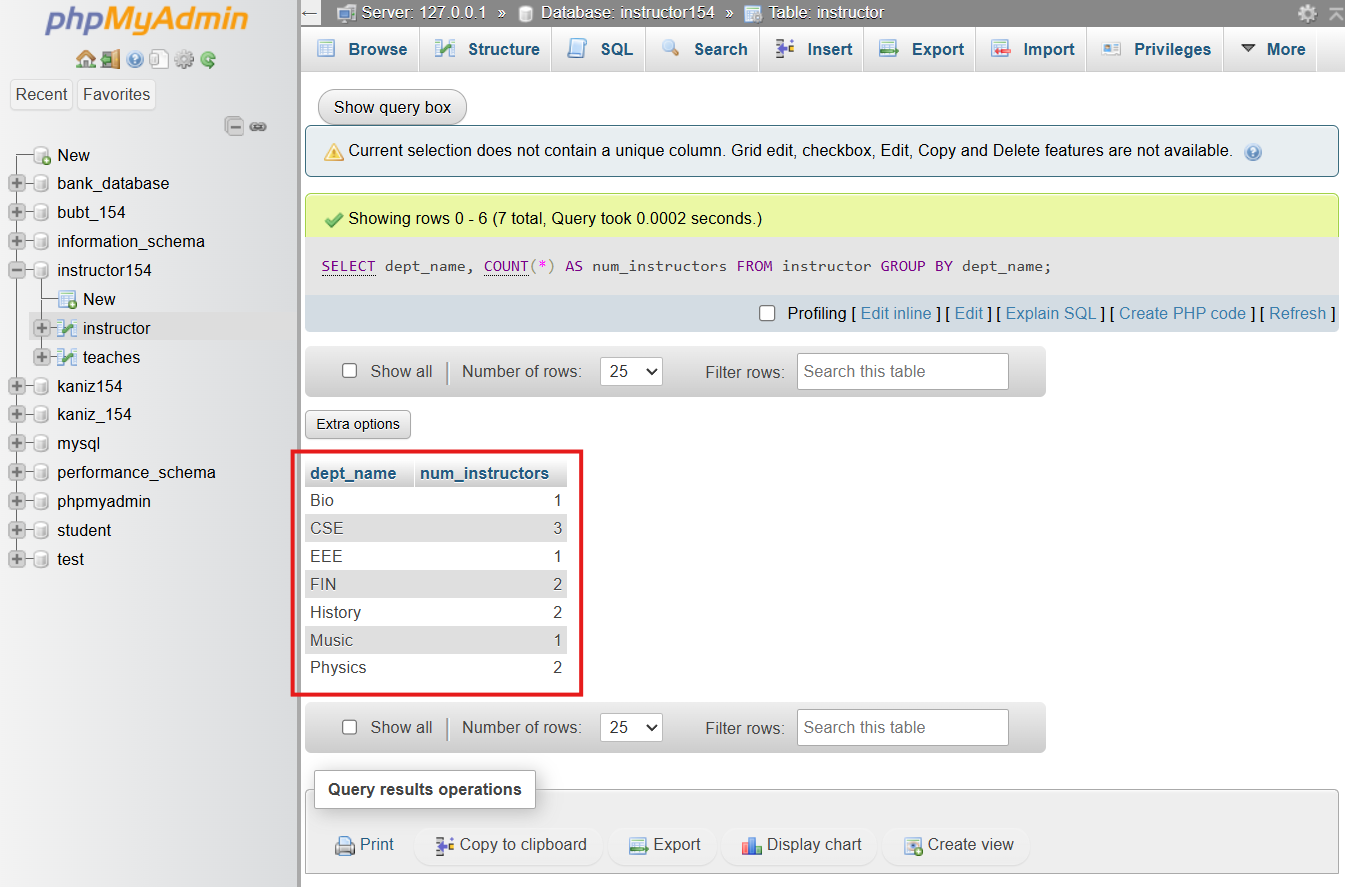 phpMyAdmin
Recent Favorites
New
bank_database
bubt_154
information_schema
instructor154
New
instructor
teaches
kaniz154
kaniz_154
mysql
performance_schema
phpmyadmin
student
test
Server: 127.0.0.1 » Database: instructor154 » Table: instructor
Browse Structure SQL Search Insert Export Import Privileges More
Show query box
Current selection does not contain a unique column. Grid edit, checkbox, Edit, Copy and Delete features are not available.
Showing rows 0 - 6 (7 total, Query took 0.0002 seconds.)
SELECT dept_name, COUNT(*) AS num_instructors FROM instructor GROUP BY dept_name;
Profiling [ Edit inline ] [ Edit ] [ Explain SQL ] [ Create PHP code ] [ Refresh ]
Show all Number of rows: 25 Filter rows: Search this table
Extra options
dept_name num_instructors
Bio 1
CSE 3
EEE 1
FIN 2
History 2
Music 1
Physics 2
Show all Number of rows: 25 Filter rows: Search this table
Query results operations
Print Copy to clipboard Export Display chart Create view